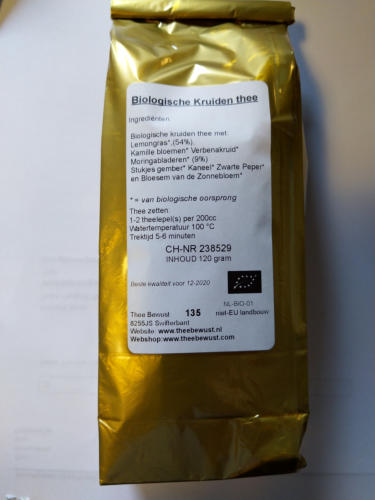 Biologische Kruiden thee
Ingrediënten:
Biologische kruiden thee met:
Lemongras*,(54%),
Kamille bloemen* Verbenakruid*
Moringabladeren* (9%)
Stukjes gember* Kaneel* Zwarte Peper*
en Bloesem van de Zonnebloem*
* = van biologische oorsprong
Thee zetten:
1-2 theelepel(s) per 200cc
Watertemperatuur 100 °C
Trektijd 5-6 minuten
CH-NR 238529
INHOUD 120 gram
Beste kwaliteit voor 12-2020
NL-BIO-01
Thee Bewust 135 niet-EU landbouw
8255JS Swifterbant
Website: www.theebewust.nl
Webshop:www.theebewust.com